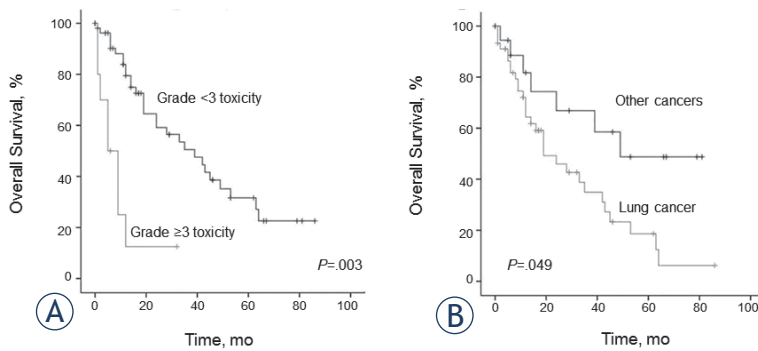 Overall Survival, %
100
80
60
40
20
0
Grade <3 toxicity
Grade ≥3 toxicity
P=.003
0 20 40 60 80 100
Time, mo
A
Overall Survival, %
100
80
60
40
20
0
Other cancers
Lung cancer
P=.049
0 20 40 60 80 100
Time, mo
B